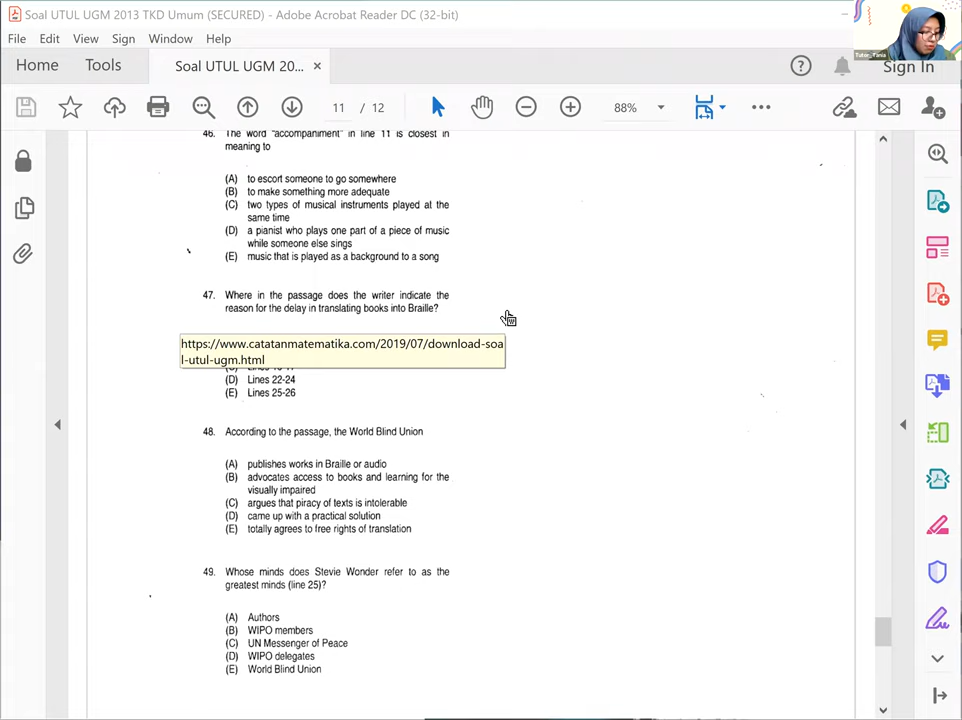 Soal UTUL UGM 2013 TKD Umum (SECURED) - Adobe Acrobat Reader DC (32-bit)
File Edit View Sign Window Help
Home Tools Soal UTUL UGM 20... × Sign In
11 / 12 88%
46. The word "accompaniment" in line 11 is closest in
meaning to
(A) to escort someone to go somewhere
(B) to make something more adequate
(C) two types of musical instruments played at the
same time
(D) a pianist who plays one part of a piece of music
while someone else sings
(E) music that is played as a background to a song
47. Where in the passage does the writer indicate the
reason for the delay in translating books into Braille?
https://www.catatanmatematika.com/2019/07/download-soa
l-utul-ugm.html
(D) Lines 22-24
(E) Lines 25-26
48. According to the passage, the World Blind Union
(A) publishes works in Braille or audio
(B) advocates access to books and learning for the
visually impaired
(C) argues that piracy of texts is intolerable
(D) came up with a practical solution
(E) totally agrees to free rights of translation
49. Whose minds does Stevie Wonder refer to as the
greatest minds (line 25)?
(A) Authors
(B) WIPO members
(C) UN Messenger of Peace
(D) WIPO delegates
(E) World Blind Union